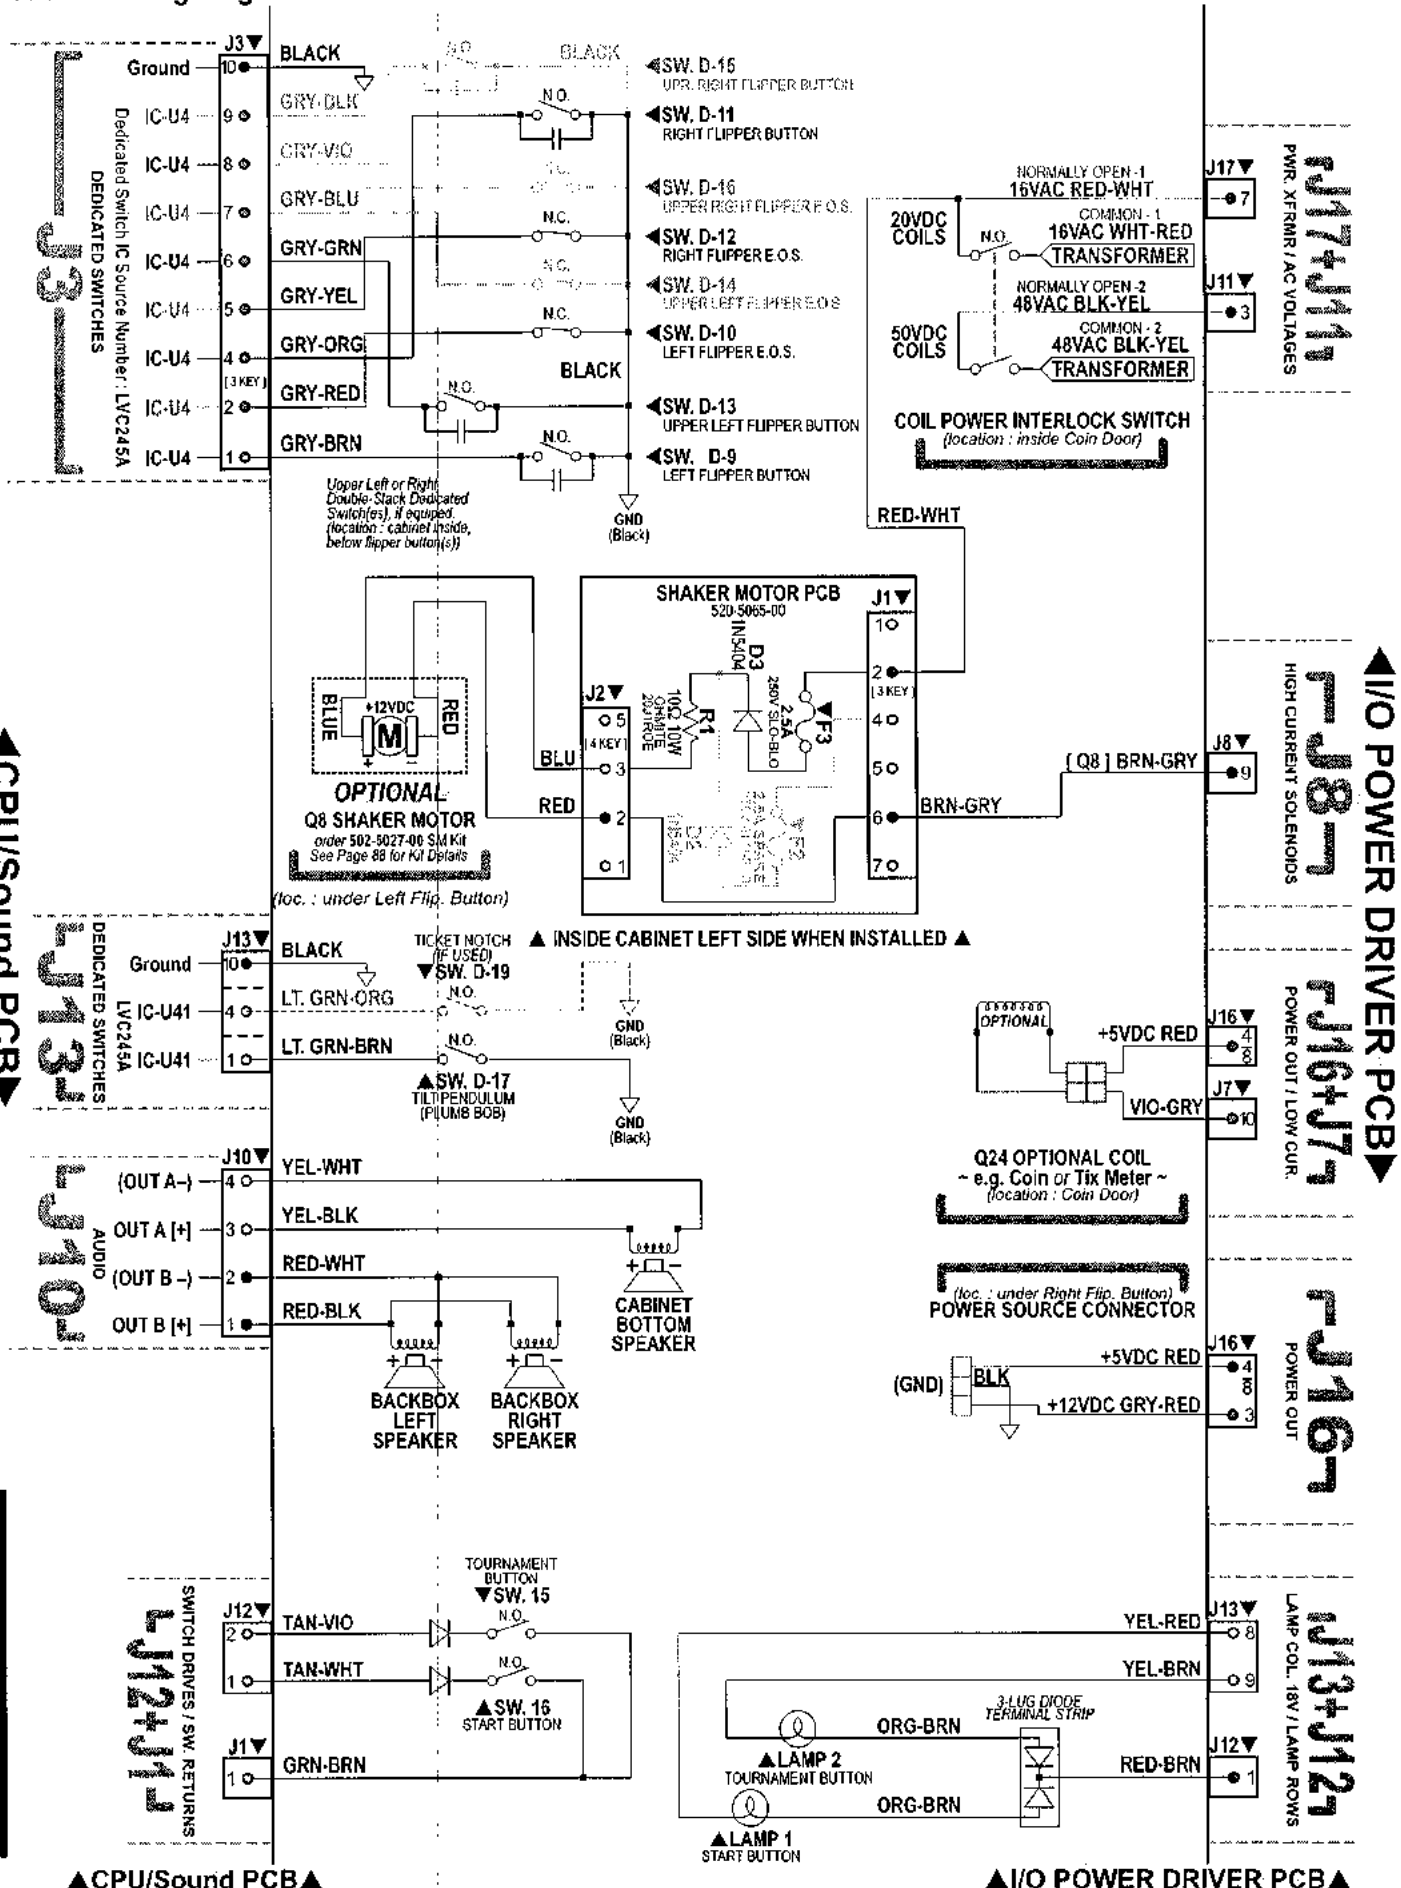 J3▼
Ground 10 BLACK
IC-U4 9 GRY-BLK
IC-U4 8 GRY-VIO
IC-U4 7 GRY-BLU
IC-U4 6 GRY-GRN
IC-U4 5 GRY-YEL
IC-U4 4 GRY-ORG
[3 KEY]
IC-U4 2 GRY-RED
IC-U4 1 GRY-BRN
J3
DEDICATED SWITCHES
Dedicated Switch IC Source Number : LVC245A
N.O. BLACK
◀SW. D-15
UPR. RIGHT FLIPPER BUTTON
N.O.
◀SW. D-11
RIGHT FLIPPER BUTTON
N.C.
◀SW. D-16
UPPER RIGHT FLIPPER E.O.S.
N.C.
◀SW. D-12
RIGHT FLIPPER E.O.S.
N.C.
◀SW. D-14
UPPER LEFT FLIPPER E.O.S
N.C.
◀SW. D-10
LEFT FLIPPER E.O.S.
BLACK
N.O.
◀SW. D-13
UPPER LEFT FLIPPER BUTTON
N.O.
◀SW. D-9
LEFT FLIPPER BUTTON
GND
(Black)
Upper Left or Right
Double-Stack Dedicated
Switch(es), if equiped.
(location : cabinet inside,
below flipper button(s))
J17▼
7
NORMALLY OPEN -1
16VAC RED-WHT
20VDC
COILS
N.O.
COMMON - 1
16VAC WHT-RED
TRANSFORMER
J11▼
3
NORMALLY OPEN -2
48VAC BLK-YEL
50VDC
COILS
COMMON - 2
48VAC BLK-YEL
TRANSFORMER
COIL POWER INTERLOCK SWITCH
(location : inside Coin Door)
PWR. XFRMR / AC VOLTAGES
J17+J11
RED-WHT
SHAKER MOTOR PCB
520-5065-00
J1▼
1
2
[3 KEY]
4
5
6
7
J2▼
5
[4 KEY]
3
2
1
1N5404
D3
R1
10Ω 10W
OHMITE
20J1R0E
F3
2.5A
250V SLO-BLO
D2
1N5404
F2
BLU
RED
BLUE
+12VDC
M
+ −
RED
OPTIONAL
Q8 SHAKER MOTOR
order 502-5027-00 SM Kit
See Page 88 for Kit Details
(loc. : under Left Flip. Button)
BRN-GRY
[ Q8 ] BRN-GRY
J8▼
9
HIGH CURRENT SOLENOIDS
J8
◀I/O POWER DRIVER PCB▶
◀CPU/Sound PCB▶
▲ INSIDE CABINET LEFT SIDE WHEN INSTALLED ▲
J13▼
Ground 10 BLACK
IC-U41 4 LT. GRN-ORG
IC-U41 1 LT. GRN-BRN
J13
DEDICATED SWITCHES
LVC245A
TICKET NOTCH
(IF USED)
▼SW. D-19
N.O.
GND
(Black)
N.O.
▲SW. D-17
TILT PENDULUM
(PLUMB BOB)
GND
(Black)
OPTIONAL
+5VDC RED
J16▼
4
8
VIO-GRY
J7▼
10
Q24 OPTIONAL COIL
~ e.g. Coin or Tix Meter ~
(location : Coin Door)
POWER OUT / LOW CUR.
J16+J7
J10▼
(OUT A−) 4 YEL-WHT
OUT A [+] 3 YEL-BLK
(OUT B −) 2 RED-WHT
OUT B [+] 1 RED-BLK
J10
AUDIO
+ −
CABINET
BOTTOM
SPEAKER
+ −
BACKBOX
LEFT
SPEAKER
+ −
BACKBOX
RIGHT
SPEAKER
(loc. : under Right Flip. Button)
POWER SOURCE CONNECTOR
J16▼
+5VDC RED 4
8
(GND) BLK
+12VDC GRY-RED 3
POWER OUT
J16
TOURNAMENT
BUTTON
▼SW. 15
N.O.
J12▼
2 TAN-VIO
1 TAN-WHT
N.O.
▲SW. 16
START BUTTON
J1▼
1 GRN-BRN
J12+J1
SWITCH DRIVES / SW. RETURNS
J13▼
YEL-RED 8
YEL-BRN 9
3-LUG DIODE
TERMINAL STRIP
ORG-BRN
▲LAMP 2
TOURNAMENT BUTTON
J12▼
RED-BRN 1
ORG-BRN
▲LAMP 1
START BUTTON
LAMP COL. 18V / LAMP ROWS
J13+J12
▲CPU/Sound PCB▲
▲I/O POWER DRIVER PCB▲